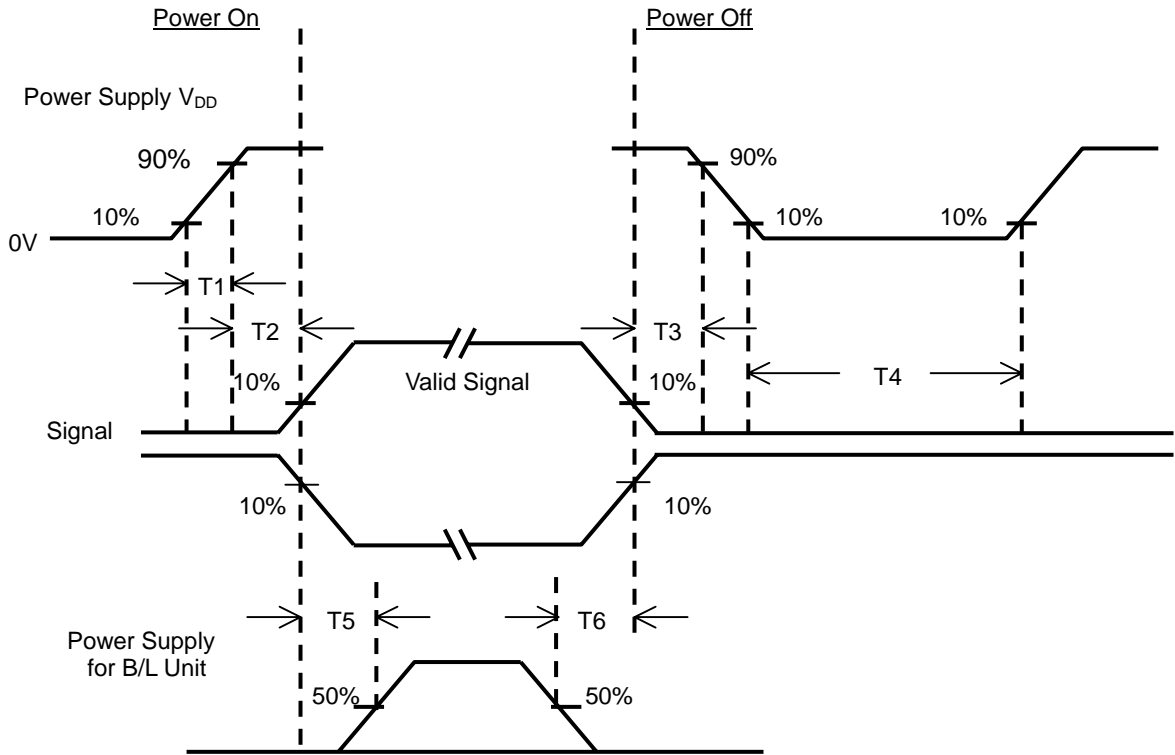 Power On
Power Off
Power Supply VDD
90%
90%
10%
10%
10%
0V
T1
T2
T3
T4
10%
Valid Signal
10%
Signal
10%
10%
T5
T6
Power Supply
for B/L Unit
50%
50%